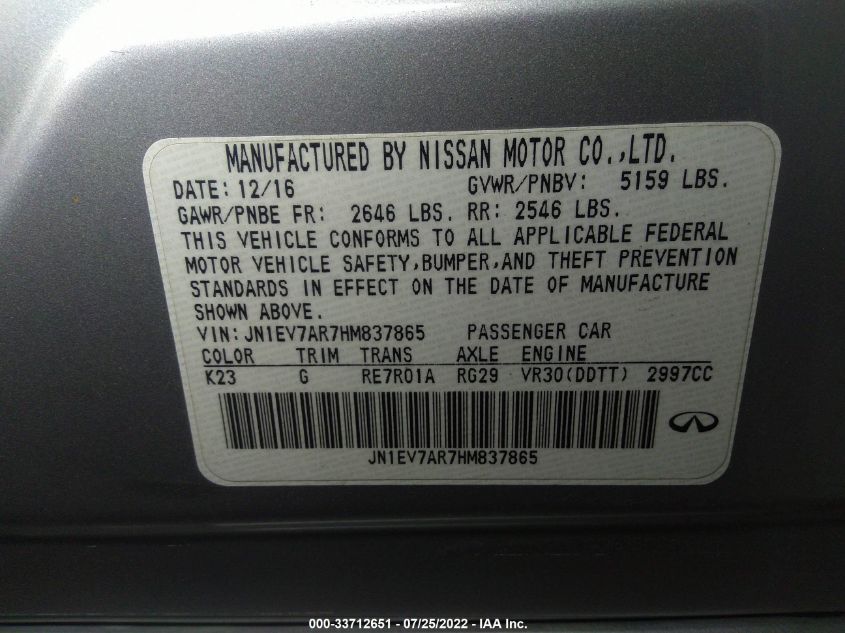 MANUFACTURED BY NISSAN MOTOR CO.,LTD.
DATE: 12/16 GVWR/PNBV: 5159 LBS.
GAWR/PNBE FR: 2646 LBS. RR: 2546 LBS.
THIS VEHICLE CONFORMS TO ALL APPLICABLE FEDERAL
MOTOR VEHICLE SAFETY,BUMPER,AND THEFT PREVENTION
STANDARDS IN EFFECT ON THE DATE OF MANUFACTURE
SHOWN ABOVE.
VIN:JN1EV7AR7HM837865 PASSENGER CAR
COLOR TRIM TRANS AXLE ENGINE
K23 G RE7R01A RG29 VR30(DDTT) 2997CC
JN1EV7AR7HM837865
000-33712651 - 07/25/2022 - IAA Inc.